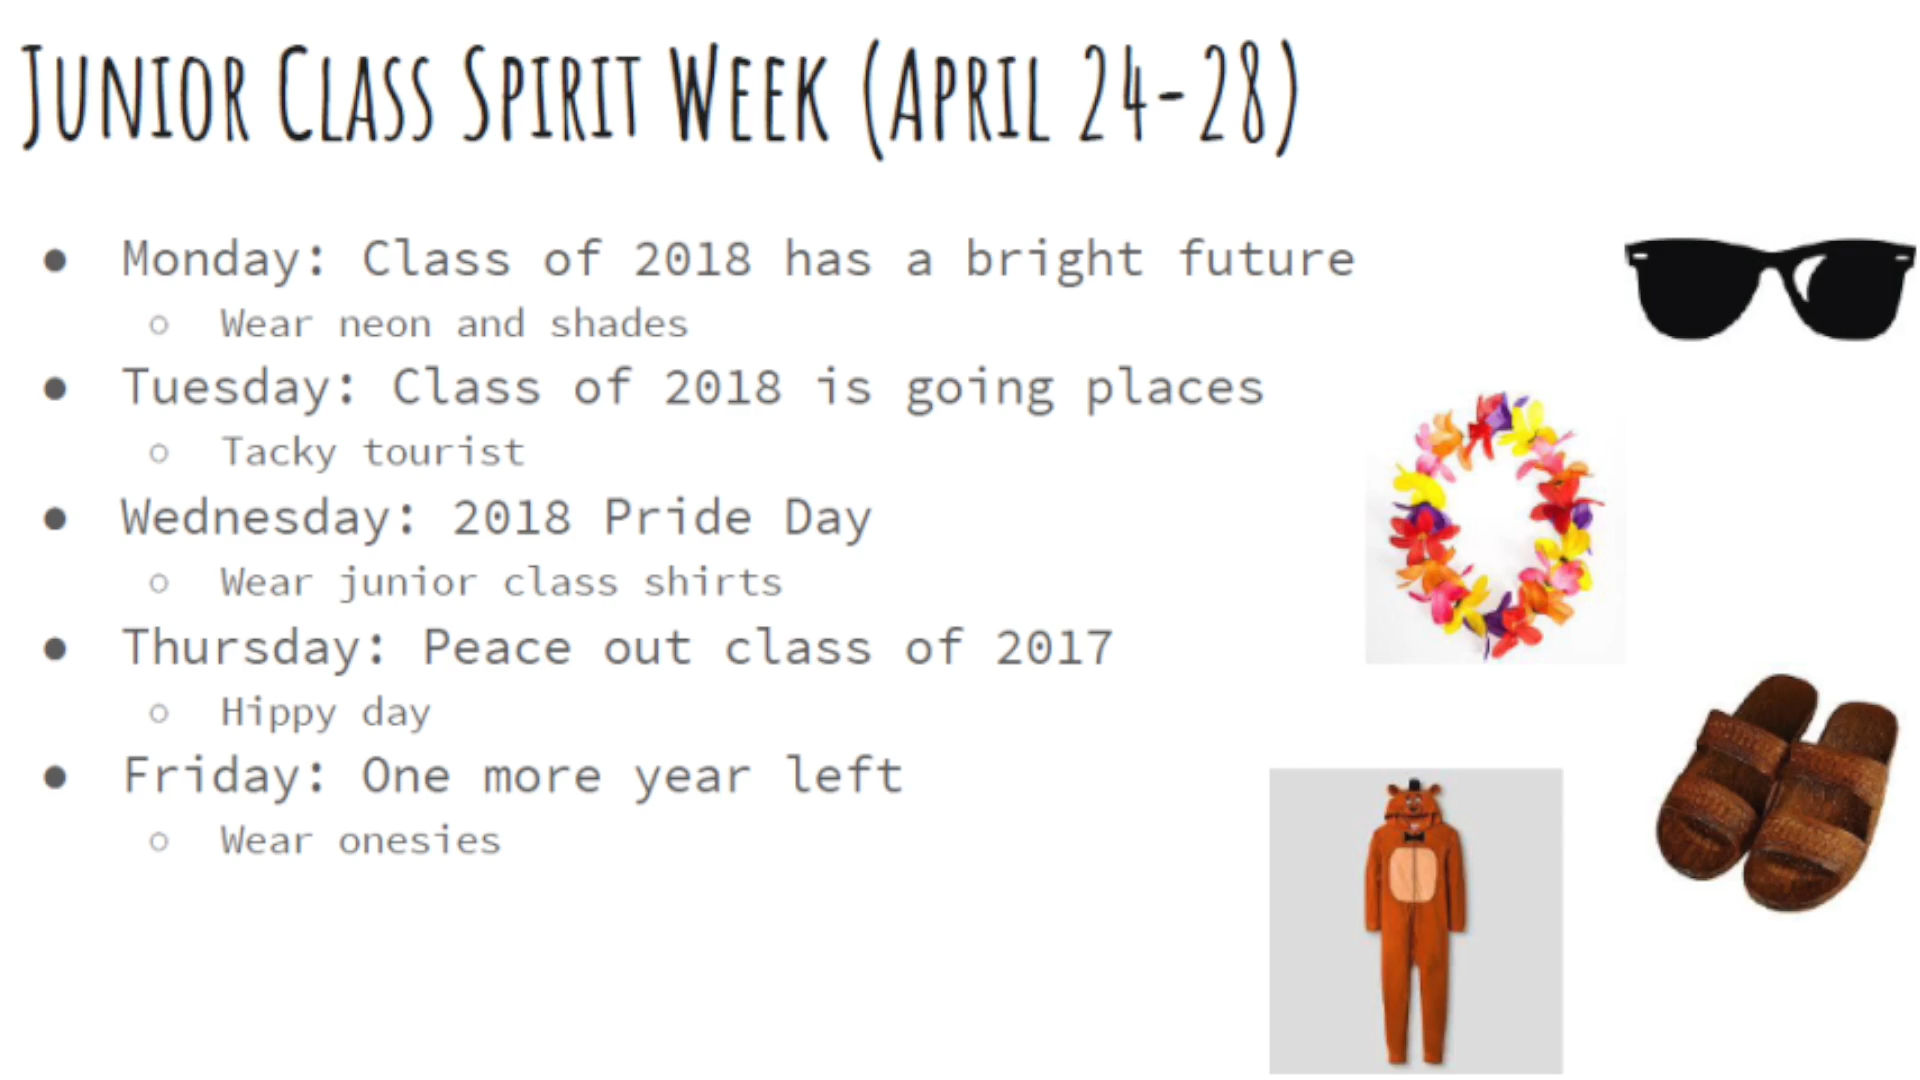 Junior Class Spirit Week (April 24-28)
● Monday: Class of 2018 has a bright future
○ Wear neon and shades
● Tuesday: Class of 2018 is going places
○ Tacky tourist
● Wednesday: 2018 Pride Day
○ Wear junior class shirts
● Thursday: Peace out class of 2017
○ Hippy day
● Friday: One more year left
○ Wear onesies